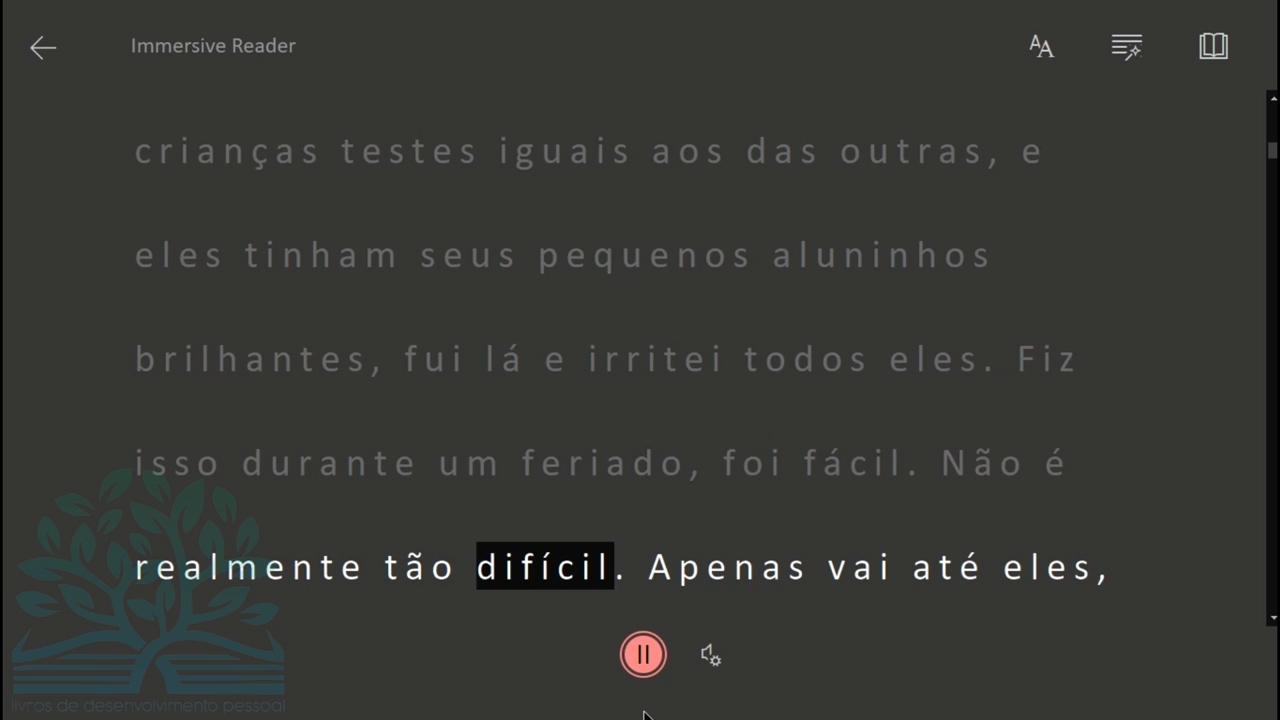 Immersive Reader
crianças testes iguais aos das outras, e
eles tinham seus pequenos aluninhos
brilhantes, fui lá e irritei todos eles. Fiz
isso durante um feriado, foi fácil. Não é
realmente tão difícil. Apenas vai até eles,
livros de desenvolvimento pessoal